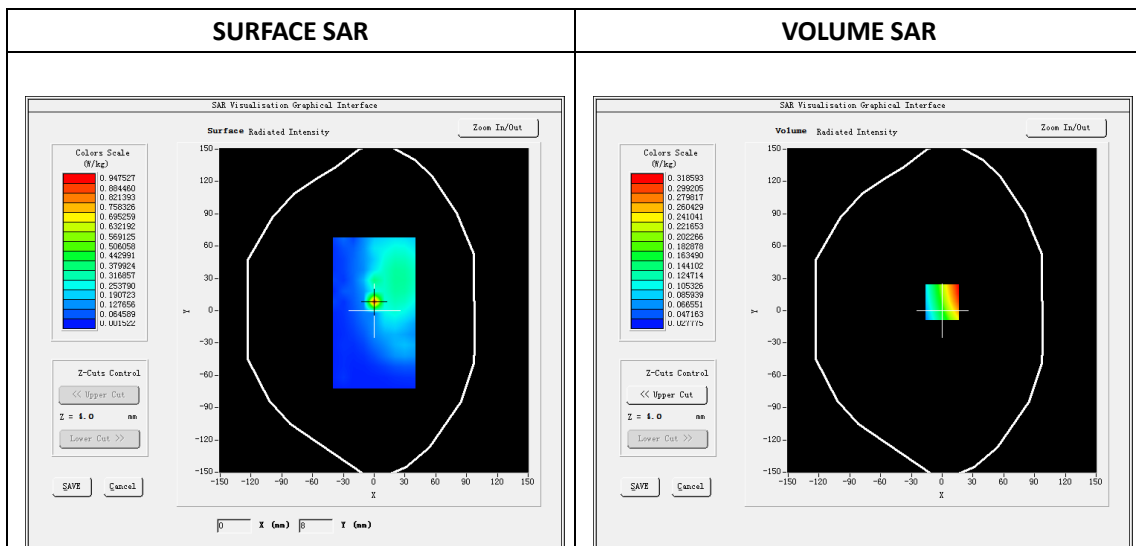 SURFACE SAR
VOLUME SAR
SAR Visualisation Graphical Interface
Surface Radiated Intensity
Zoom In/Out
Colors Scale
(W/kg)
0.947527
0.884460
0.821393
0.758326
0.695259
0.632192
0.569125
0.506058
0.442991
0.379924
0.316857
0.253790
0.190723
0.127656
0.064589
0.001522
Z-Cuts Control
<< Upper Cut
Z = 4.0 mm
Lower Cut >>
SAVE
Cancel
150
120
90
60
30
0
-30
-60
-90
-120
-150
Y
-150 -120 -90 -60 -30 0 30 60 90 120 150
X
0 X (mm) 8 Y (mm)
SAR Visualisation Graphical Interface
Volume Radiated Intensity
Zoom In/Out
Colors Scale
(W/kg)
0.318593
0.299205
0.279817
0.260429
0.241041
0.221653
0.202266
0.182878
0.163490
0.144102
0.124714
0.105326
0.085939
0.066551
0.047163
0.027775
Z-Cuts Control
<< Upper Cut
Z = 4.0 mm
Lower Cut >>
SAVE
Cancel
150
120
90
60
30
0
-30
-60
-90
-120
-150
Y
-150 -120 -90 -60 -30 0 30 60 90 120 150
X